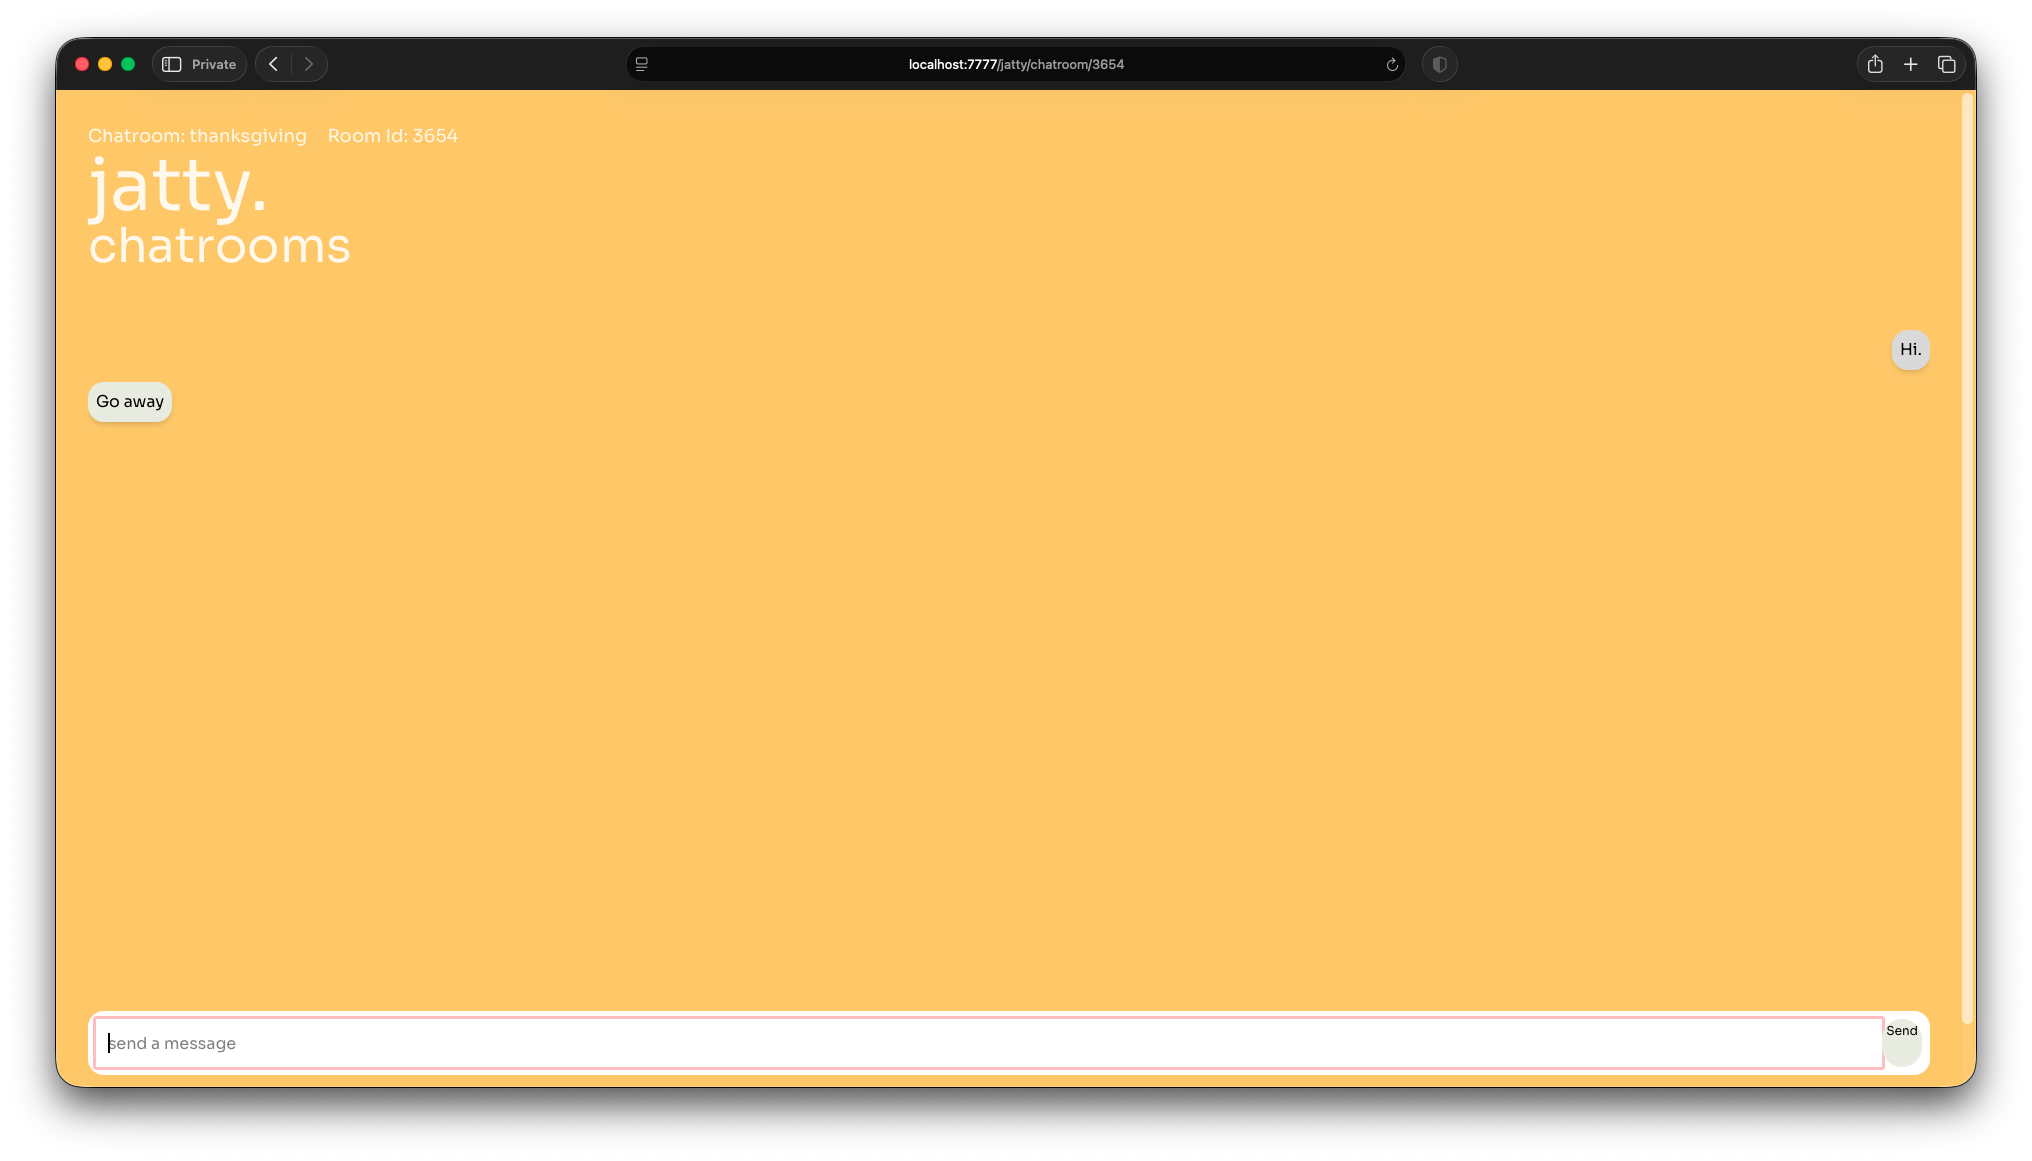 Private
localhost:7777/jatty/chatroom/3654
Chatroom: thanksgiving Room Id: 3654
jatty.
chatrooms
Hi.
Go away
send a message
Send